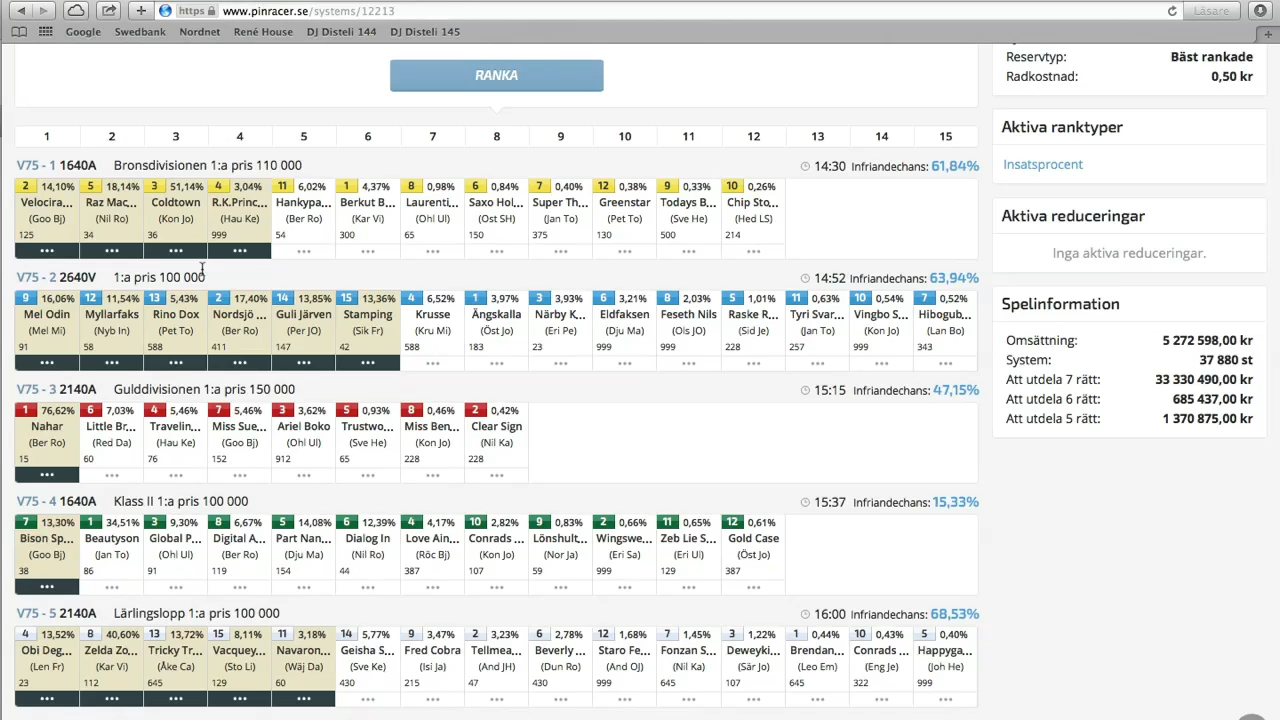 https www.pinracer.se/systems/12213 Läsare
Google Swedbank Nordnet René House DJ Disteli 144 DJ Disteli 145
RANKA
1 2 3 4 5 6 7 8 9 10 11 12 13 14 15
V75 - 1 1640A Bronsdivisionen 1:a pris 110 000 14:30 Infriandechans: 61,84%
2 14,10% 5 18,14% 3 51,14% 4 3,04% 11 6,02% 1 4,37% 8 0,98% 6 0,84% 7 0,40% 12 0,38% 9 0,33% 10 0,26%
Velocira... Raz Mac... Coldtown R.K.Princ... Hankypa... Berkut B... Laurenti... Saxo Hol... Super Th... Greenstar Todays B... Chip Sto...
(Goo Bj) (Nil Ro) (Kon Jo) (Hau Ke) (Ber Ro) (Kar Vi) (Ohl Ul) (Ost SH) (Jan To) (Pet To) (Sve He) (Hed LS)
125 34 36 999 54 300 65 150 375 130 500 214
V75 - 2 2640V 1:a pris 100 000 14:52 Infriandechans: 63,94%
9 16,06% 12 11,54% 13 5,43% 2 17,40% 14 13,85% 15 13,36% 4 6,52% 1 3,97% 3 3,93% 6 3,21% 8 2,03% 5 1,01% 11 0,63% 10 0,54% 7 0,52%
Mel Odin Myllarfaks Rino Dox Nordsjö ... Guli Järven Stamping Krusse Ängskalla Närby K... Eldfaksen Feseth Nils Raske R... Tyri Svar... Vingbo S... Hibogub...
(Mel Mi) (Nyb In) (Pet To) (Ber Ro) (Per JO) (Sik Fr) (Kru Mi) (Öst Jo) (Eri Pe) (Dju Ma) (Ols JO) (Sid Je) (Jan To) (Kon Jo) (Lan Bo)
91 58 588 411 147 42 588 183 23 999 999 228 257 999 343
V75 - 3 2140A Gulddivisionen 1:a pris 150 000 15:15 Infriandechans: 47,15%
1 76,62% 6 7,03% 4 5,46% 7 5,46% 3 3,62% 5 0,93% 8 0,46% 2 0,42%
Nahar Little Br... Travelin... Miss Sue... Ariel Boko Trustwo... Miss Ben... Clear Sign
(Ber Ro) (Red Da) (Hau Ke) (Goo Bj) (Ohl Ul) (Sve He) (Kon Jo) (Nil Ka)
15 60 76 152 912 65 228 228
V75 - 4 1640A Klass II 1:a pris 100 000 15:37 Infriandechans: 15,33%
7 13,30% 1 34,51% 3 9,30% 8 6,67% 5 14,08% 6 12,39% 4 4,17% 10 2,82% 9 0,83% 2 0,66% 11 0,65% 12 0,61%
Bison Sp... Beautyson Global P... Digital A... Part Nan... Dialog In Love Ain... Conrads ... Lönshult... Wingswe... Zeb Lie S... Gold Case
(Goo Bj) (Jan To) (Ohl Ul) (Ber Ro) (Dju Ma) (Nil Ro) (Röc Bj) (Kon Jo) (Nor Ja) (Eri Sa) (Eri Ul) (Öst Jo)
38 86 91 119 154 44 387 107 59 999 129 387
V75 - 5 2140A Lärlingslopp 1:a pris 100 000 16:00 Infriandechans: 68,53%
4 13,52% 8 40,60% 13 13,72% 15 8,11% 11 3,18% 14 5,77% 9 3,47% 2 3,23% 6 2,78% 12 1,68% 7 1,45% 3 1,22% 1 0,44% 10 0,43% 5 0,40%
Obi Deg... Zelda Zo... Tricky Tr... Vacquey... Navaron... Geisha S... Fred Cobra Tellmea... Beverly ... Staro Fe... Fonzan S... Deweyki... Brendan... Conrads ... Happyga...
(Len Fr) (Kar Vi) (Åke Ca) (Sto Li) (Wäj Da) (Sve Ke) (Isi Ja) (And JH) (Dun Ro) (And OJ) (Nil Ka) (Sär Jo) (Leo Em) (Eng Je) (Joh He)
23 112 645 129 60 430 215 47 430 999 645 107 645 322 999
Reservtyp: Bäst rankade
Radkostnad: 0,50 kr
Aktiva ranktyper
Insatsprocent
Aktiva reduceringar
Inga aktiva reduceringar.
Spelinformation
Omsättning: 5 272 598,00 kr
System: 37 880 st
Att utdela 7 rätt: 33 330 490,00 kr
Att utdela 6 rätt: 685 437,00 kr
Att utdela 5 rätt: 1 370 875,00 kr